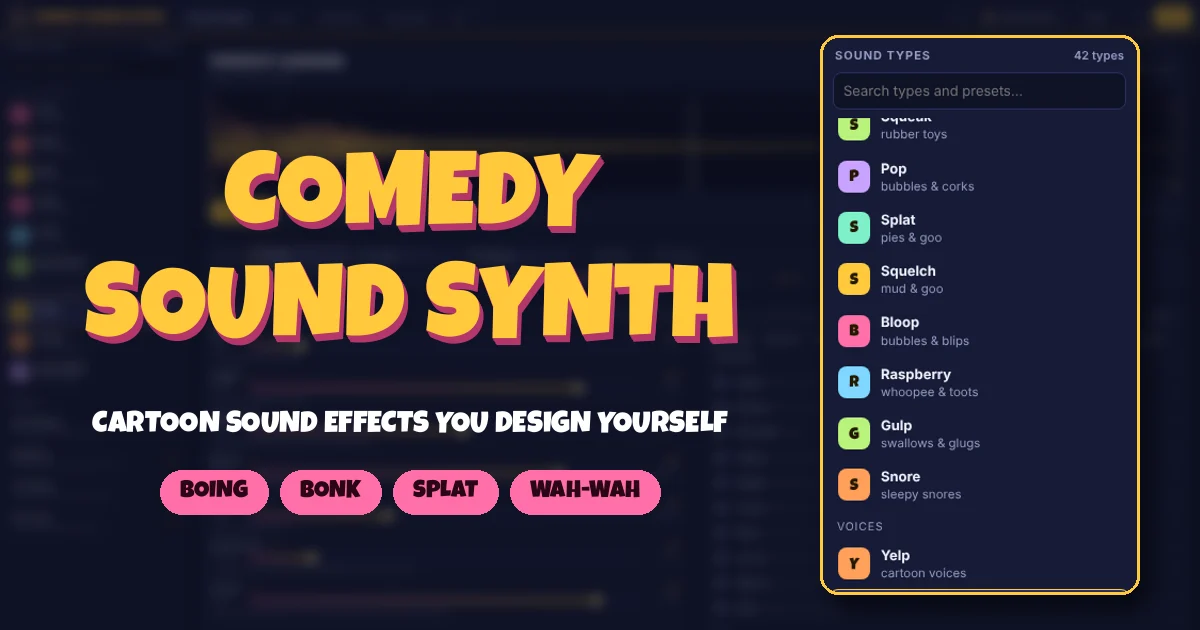 COMEDY
SOUND SYNTH
CARTOON SOUND EFFECTS YOU DESIGN YOURSELF
BOING
BONK
SPLAT
WAH-WAH
SOUND TYPES
42 types
Search types and presets...
S
Squeak
rubber toys
P
Pop
bubbles & corks
S
Splat
pies & goo
S
Squelch
mud & goo
B
Bloop
bubbles & blips
R
Raspberry
whoopee & toots
G
Gulp
swallows & glugs
S
Snore
sleepy snores
VOICES
Y
Yelp
cartoon voices